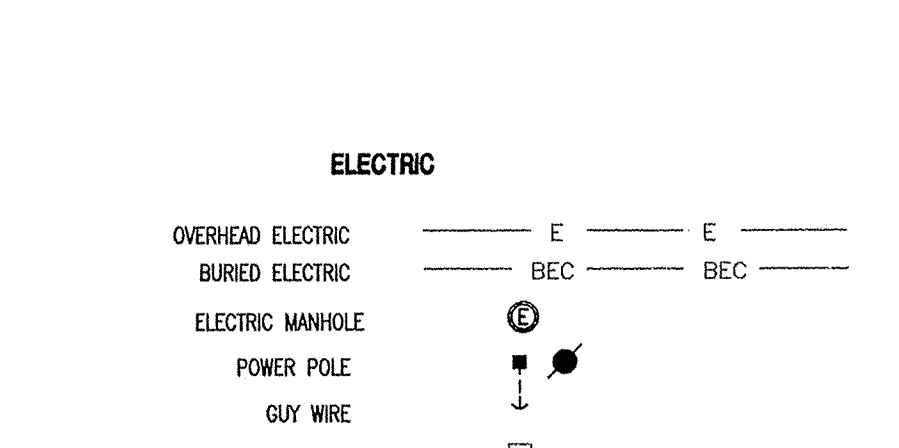 ELECTRIC
OVERHEAD ELECTRIC E E
BURIED ELECTRIC BEC BEC
ELECTRIC MANHOLE E
POWER POLE
GUY WIRE